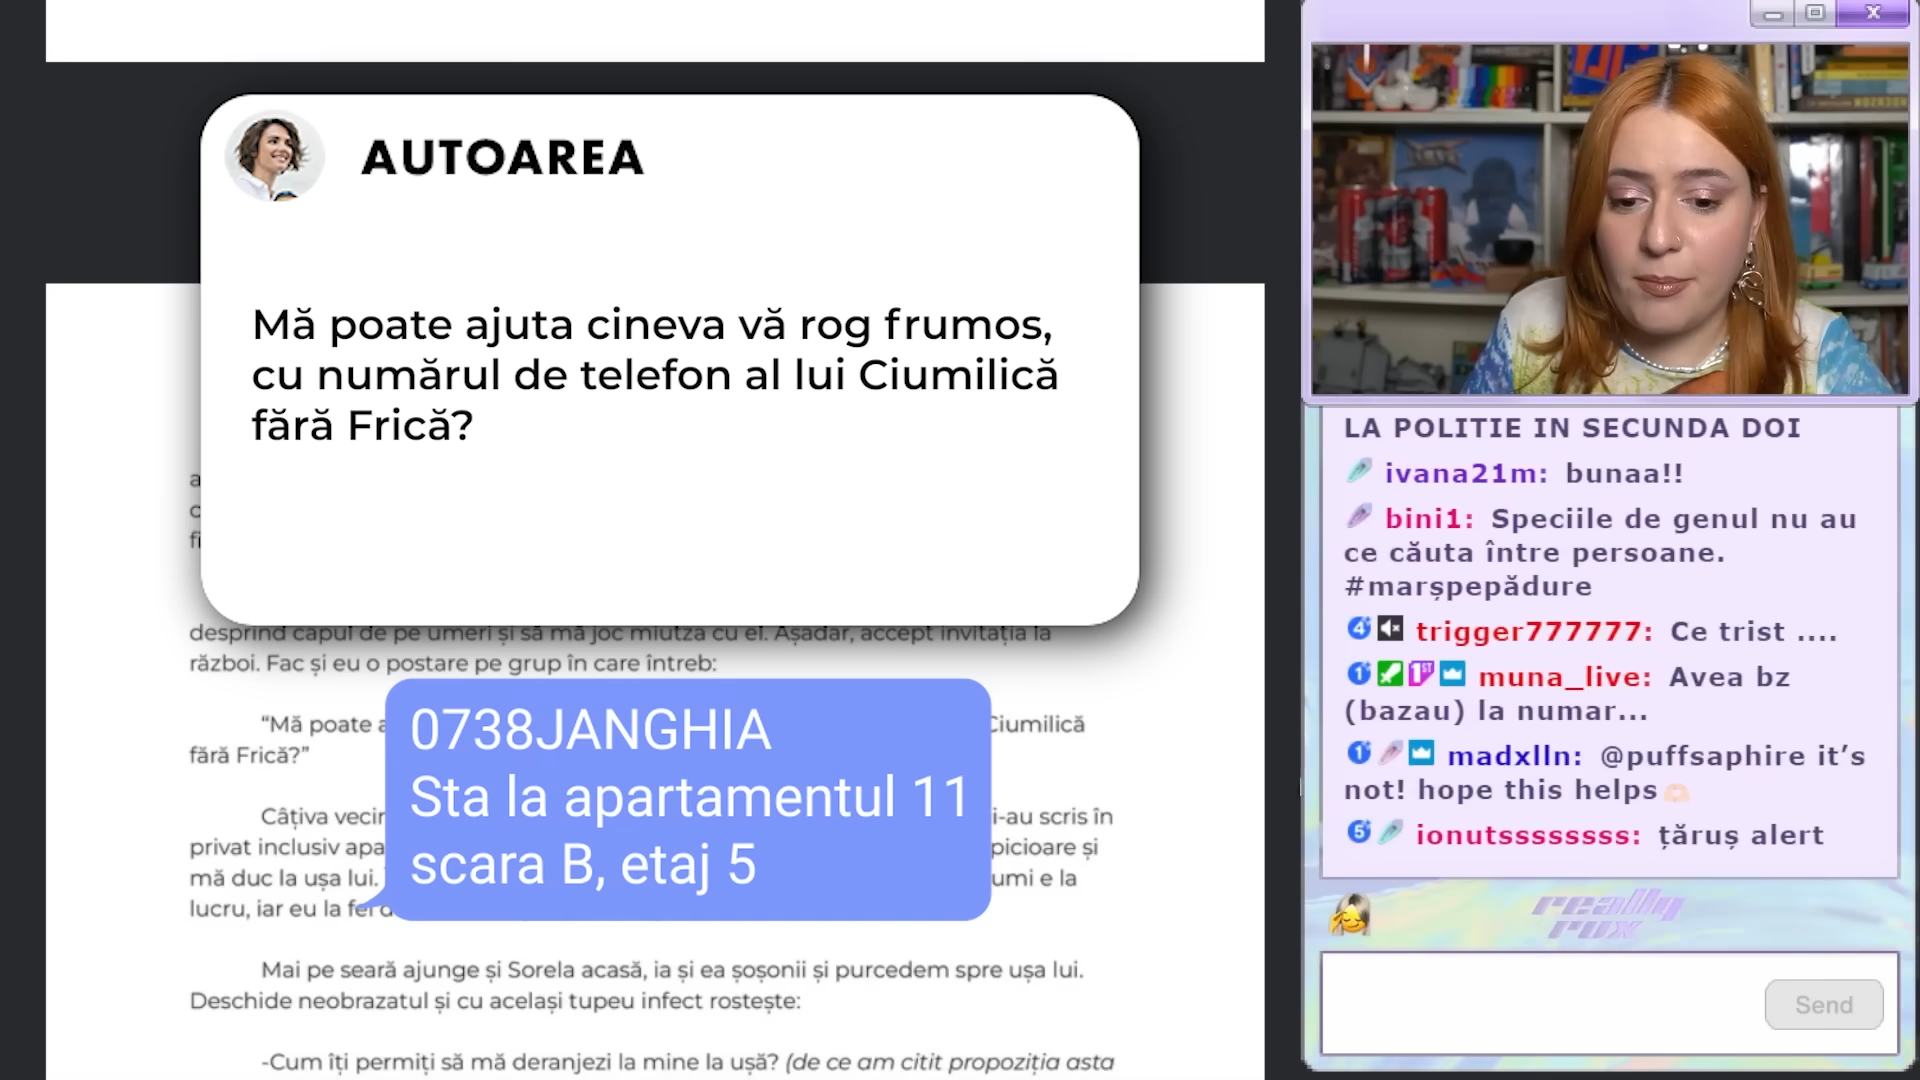 AUTOAREA
Mă poate ajuta cineva vă rog frumos,
cu numărul de telefon al lui Ciumilică
fără Frică?
desprind capul de pe umeri și să mă joc miuțza cu el. Așadar, accept invitația la
război. Fac și eu o postare pe grup în care întreb:
“Mă poate a
Ciumilică
fără Frică?”
0738JANGHIA
Sta la apartamentul 11
scara B, etaj 5
Câțiva vecin
i-au scris în
privat inclusiv apa
picioare și
mă duc la ușa lui.
umi e la
lucru, iar eu la fel d
Mai pe seară ajunge și Sorela acasă, ia și ea șoșonii și purcedem spre ușa lui.
Deschide neobrazatul și cu același tupeu infect rostește:
-Cum îți permiți să mă deranjezi la mine la ușă? (de ce am citit propoziția asta
LA POLITIE IN SECUNDA DOI
ivana21m: bunaa!!
bini1: Speciile de genul nu au
ce căuta între persoane.
#marșpepădure
trigger777777: Ce trist ....
muna_live: Avea bz
(bazau) la numar...
madxlln: @puffsaphire it’s
not! hope this helps
ionutssssssss: țăruș alert
really
rux
Send